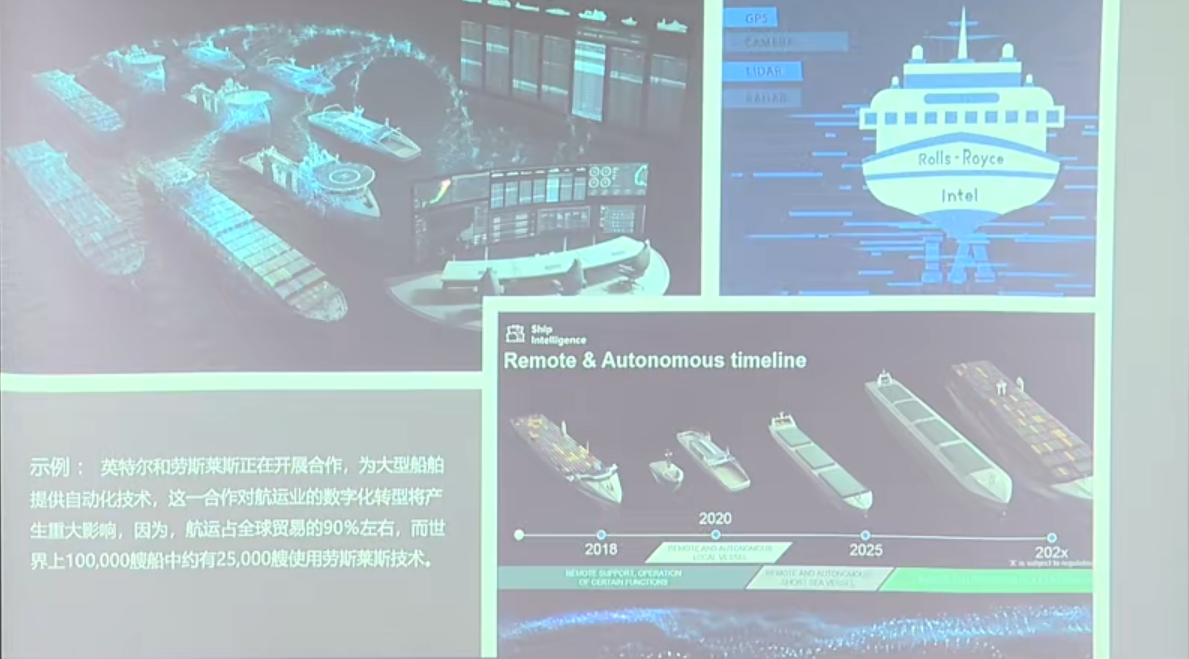 GPS
CAMERA
LIDAR
RADAR
Rolls-Royce
Intel
Ship
Intelligence
Remote & Autonomous timeline
2018
2020
2025
202x
REMOTE AND AUTONOMOUS
LOCAL VESSEL
REMOTE SUPPORT, OPERATION
OF CERTAIN FUNCTIONS
REMOTE AND AUTONOMOUS
SHORT SEA VESSEL
示例： 英特尔和劳斯莱斯正在开展合作，为大型船舶
提供自动化技术，这一合作对航运业的数字化转型将产
生重大影响，因为，航运占全球贸易的90%左右，而世
界上100,000艘船中约有25,000艘使用劳斯莱斯技术。